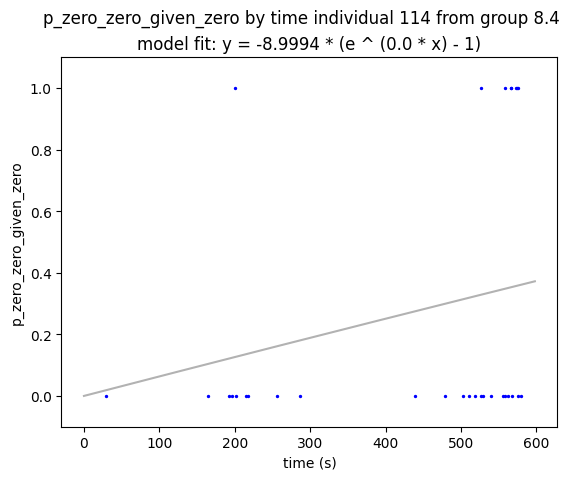 p_zero_zero_given_zero by time individual 114 from group 8.4
model fit: y = -8.9994 * (e ^ (0.0 * x) - 1)
1.0
0.8
0.6
0.4
0.2
0.0
p_zero_zero_given_zero
0 100 200 300 400 500 600
time (s)